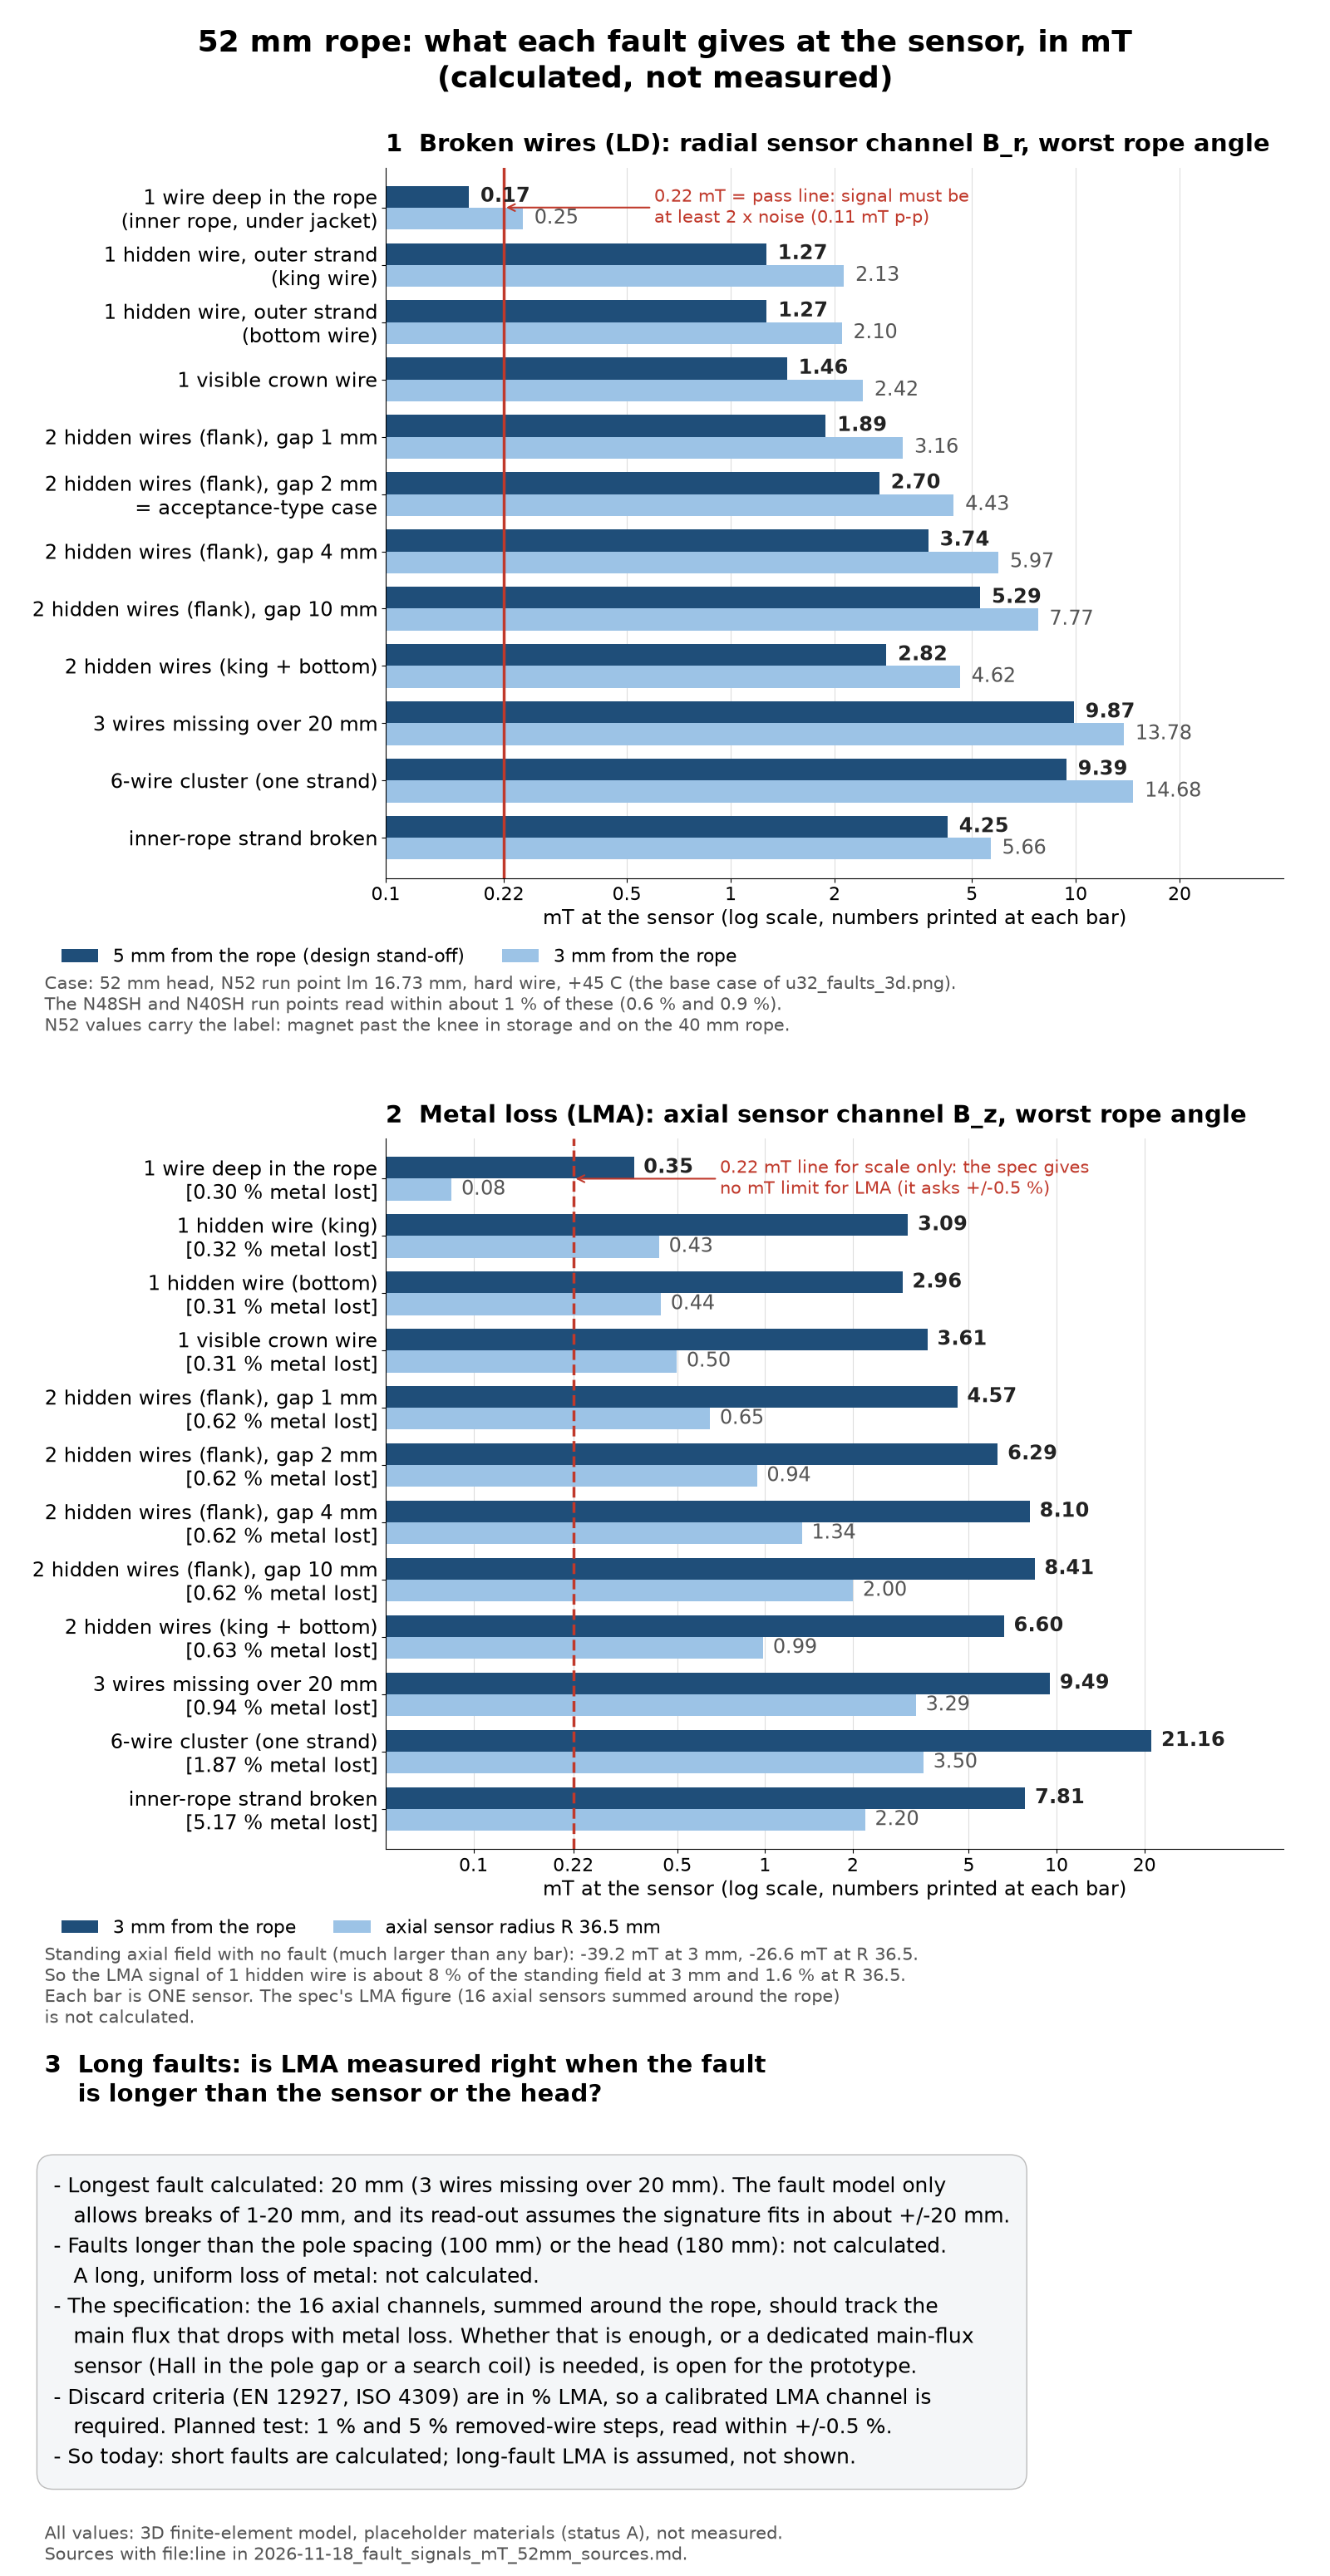 52 mm rope: what each fault gives at the sensor, in mT
(calculated, not measured)
1  Broken wires (LD): radial sensor channel B_r, worst rope angle
1 wire deep in the rope
(inner rope, under jacket)
0.17
0.25
0.22 mT = pass line: signal must be
at least 2 x noise (0.11 mT p-p)
1 hidden wire, outer strand
(king wire)
1.27
2.13
1 hidden wire, outer strand
(bottom wire)
1.27
2.10
1 visible crown wire
1.46
2.42
2 hidden wires (flank), gap 1 mm
1.89
3.16
2 hidden wires (flank), gap 2 mm
= acceptance-type case
2.70
4.43
2 hidden wires (flank), gap 4 mm
3.74
5.97
2 hidden wires (flank), gap 10 mm
5.29
7.77
2 hidden wires (king + bottom)
2.82
4.62
3 wires missing over 20 mm
9.87
13.78
6-wire cluster (one strand)
9.39
14.68
inner-rope strand broken
4.25
5.66
0.1 0.22 0.5 1 2 5 10 20
mT at the sensor (log scale, numbers printed at each bar)
5 mm from the rope (design stand-off) 3 mm from the rope
Case: 52 mm head, N52 run point lm 16.73 mm, hard wire, +45 C (the base case of u32_faults_3d.png).
The N48SH and N40SH run points read within about 1 % of these (0.6 % and 0.9 %).
N52 values carry the label: magnet past the knee in storage and on the 40 mm rope.
2  Metal loss (LMA): axial sensor channel B_z, worst rope angle
1 wire deep in the rope
[0.30 % metal lost]
0.35
0.08
0.22 mT line for scale only: the spec gives
no mT limit for LMA (it asks +/-0.5 %)
1 hidden wire (king)
[0.32 % metal lost]
3.09
0.43
1 hidden wire (bottom)
[0.31 % metal lost]
2.96
0.44
1 visible crown wire
[0.31 % metal lost]
3.61
0.50
2 hidden wires (flank), gap 1 mm
[0.62 % metal lost]
4.57
0.65
2 hidden wires (flank), gap 2 mm
[0.62 % metal lost]
6.29
0.94
2 hidden wires (flank), gap 4 mm
[0.62 % metal lost]
8.10
1.34
2 hidden wires (flank), gap 10 mm
[0.62 % metal lost]
8.41
2.00
2 hidden wires (king + bottom)
[0.63 % metal lost]
6.60
0.99
3 wires missing over 20 mm
[0.94 % metal lost]
9.49
3.29
6-wire cluster (one strand)
[1.87 % metal lost]
21.16
3.50
inner-rope strand broken
[5.17 % metal lost]
7.81
2.20
0.1 0.22 0.5 1 2 5 10 20
mT at the sensor (log scale, numbers printed at each bar)
3 mm from the rope axial sensor radius R 36.5 mm
Standing axial field with no fault (much larger than any bar): -39.2 mT at 3 mm, -26.6 mT at R 36.5.
So the LMA signal of 1 hidden wire is about 8 % of the standing field at 3 mm and 1.6 % at R 36.5.
Each bar is ONE sensor. The spec's LMA figure (16 axial sensors summed around the rope)
is not calculated.
3  Long faults: is LMA measured right when the fault
is longer than the sensor or the head?
- Longest fault calculated: 20 mm (3 wires missing over 20 mm). The fault model only
allows breaks of 1-20 mm, and its read-out assumes the signature fits in about +/-20 mm.
- Faults longer than the pole spacing (100 mm) or the head (180 mm): not calculated.
A long, uniform loss of metal: not calculated.
- The specification: the 16 axial channels, summed around the rope, should track the
main flux that drops with metal loss. Whether that is enough, or a dedicated main-flux
sensor (Hall in the pole gap or a search coil) is needed, is open for the prototype.
- Discard criteria (EN 12927, ISO 4309) are in % LMA, so a calibrated LMA channel is
required. Planned test: 1 % and 5 % removed-wire steps, read within +/-0.5 %.
- So today: short faults are calculated; long-fault LMA is assumed, not shown.
All values: 3D finite-element model, placeholder materials (status A), not measured.
Sources with file:line in 2026-11-18_fault_signals_mT_52mm_sources.md.